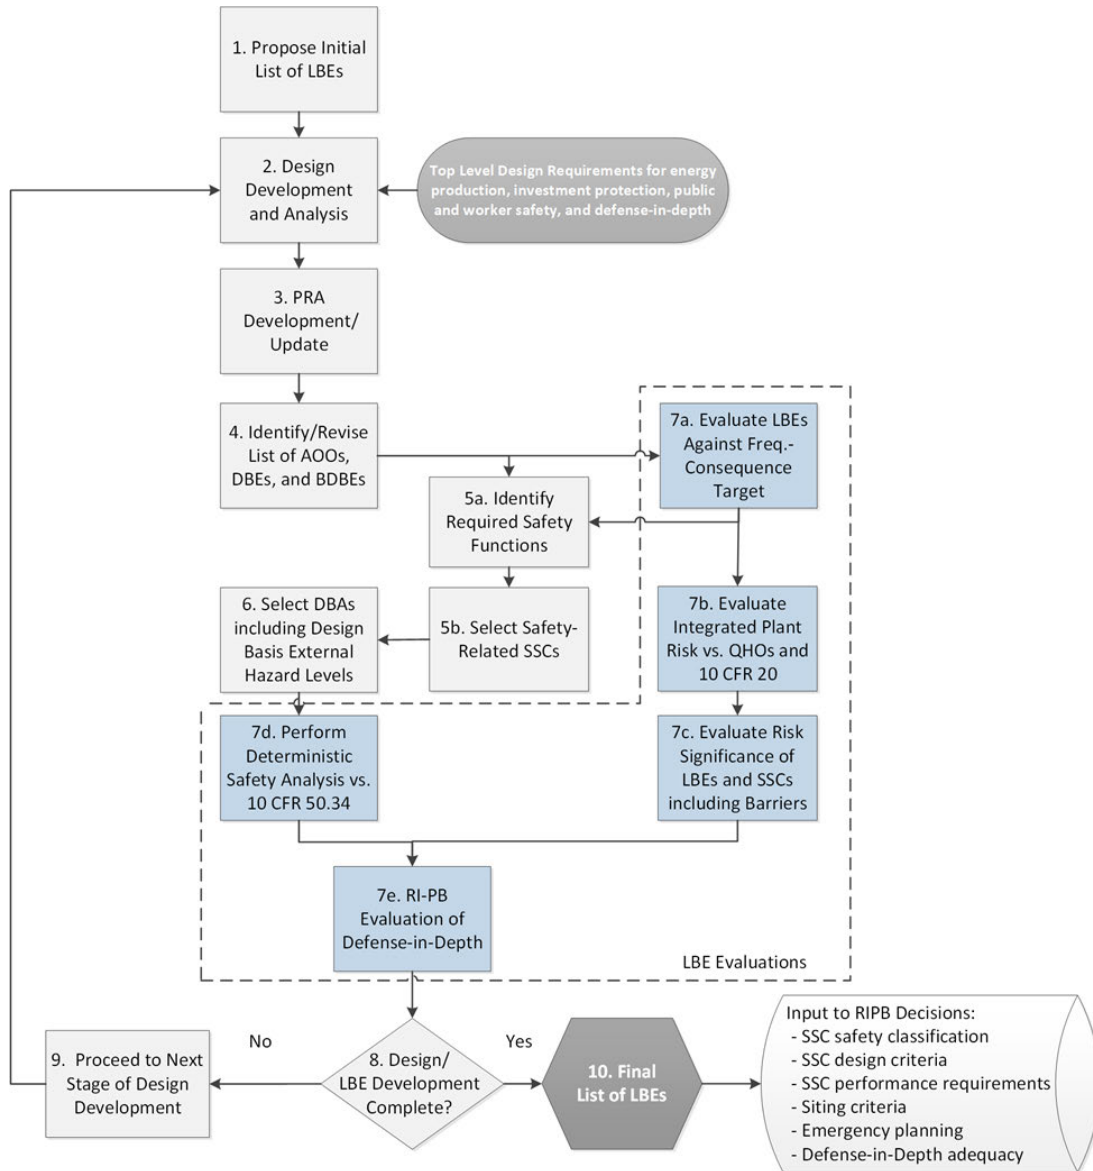 1. Propose Initial
List of LBEs
2. Design
Development
and Analysis
Top Level Design Requirements for energy
production, investment protection, public
and worker safety, and defense-in-depth
3. PRA
Development/
Update
4. Identify/Revise
List of AOOs,
DBEs, and BDBEs
7a. Evaluate LBEs
Against Freq.-
Consequence
Target
5a. Identify
Required Safety
Functions
6. Select DBAs
including Design
Basis External
Hazard Levels
5b. Select Safety-
Related SSCs
7b. Evaluate
Integrated Plant
Risk vs. QHOs and
10 CFR 20
7d. Perform
Deterministic
Safety Analysis vs.
10 CFR 50.34
7c. Evaluate Risk
Significance of
LBEs and SSCs
including Barriers
7e. RI-PB
Evaluation of
Defense-in-Depth
LBE Evaluations
9. Proceed to Next
Stage of Design
Development
No
8. Design/
LBE Development
Complete?
Yes
10. Final
List of LBEs
Input to RIPB Decisions:
- SSC safety classification
- SSC design criteria
- SSC performance requirements
- Siting criteria
- Emergency planning
- Defense-in-Depth adequacy